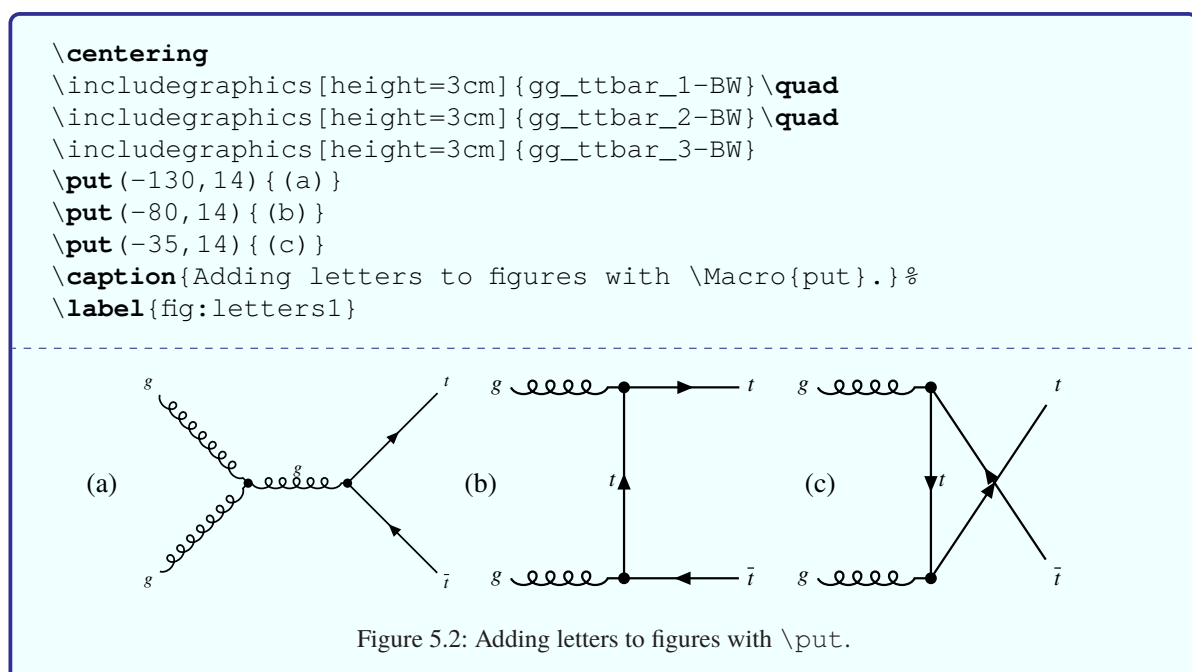 \centering
\includegraphics[height=3cm]{gg_ttbar_1-BW}\quad
\includegraphics[height=3cm]{gg_ttbar_2-BW}\quad
\includegraphics[height=3cm]{gg_ttbar_3-BW}
\put(-130,14){(a)}
\put(-80,14){(b)}
\put(-35,14){(c)}
\caption{Adding letters to figures with \Macro{put}.}%
\label{fig:letters1}
g t g t g t
(a) g (b) t (c) t
g t̄ g t̄ g t̄
Figure 5.2: Adding letters to figures with \put.